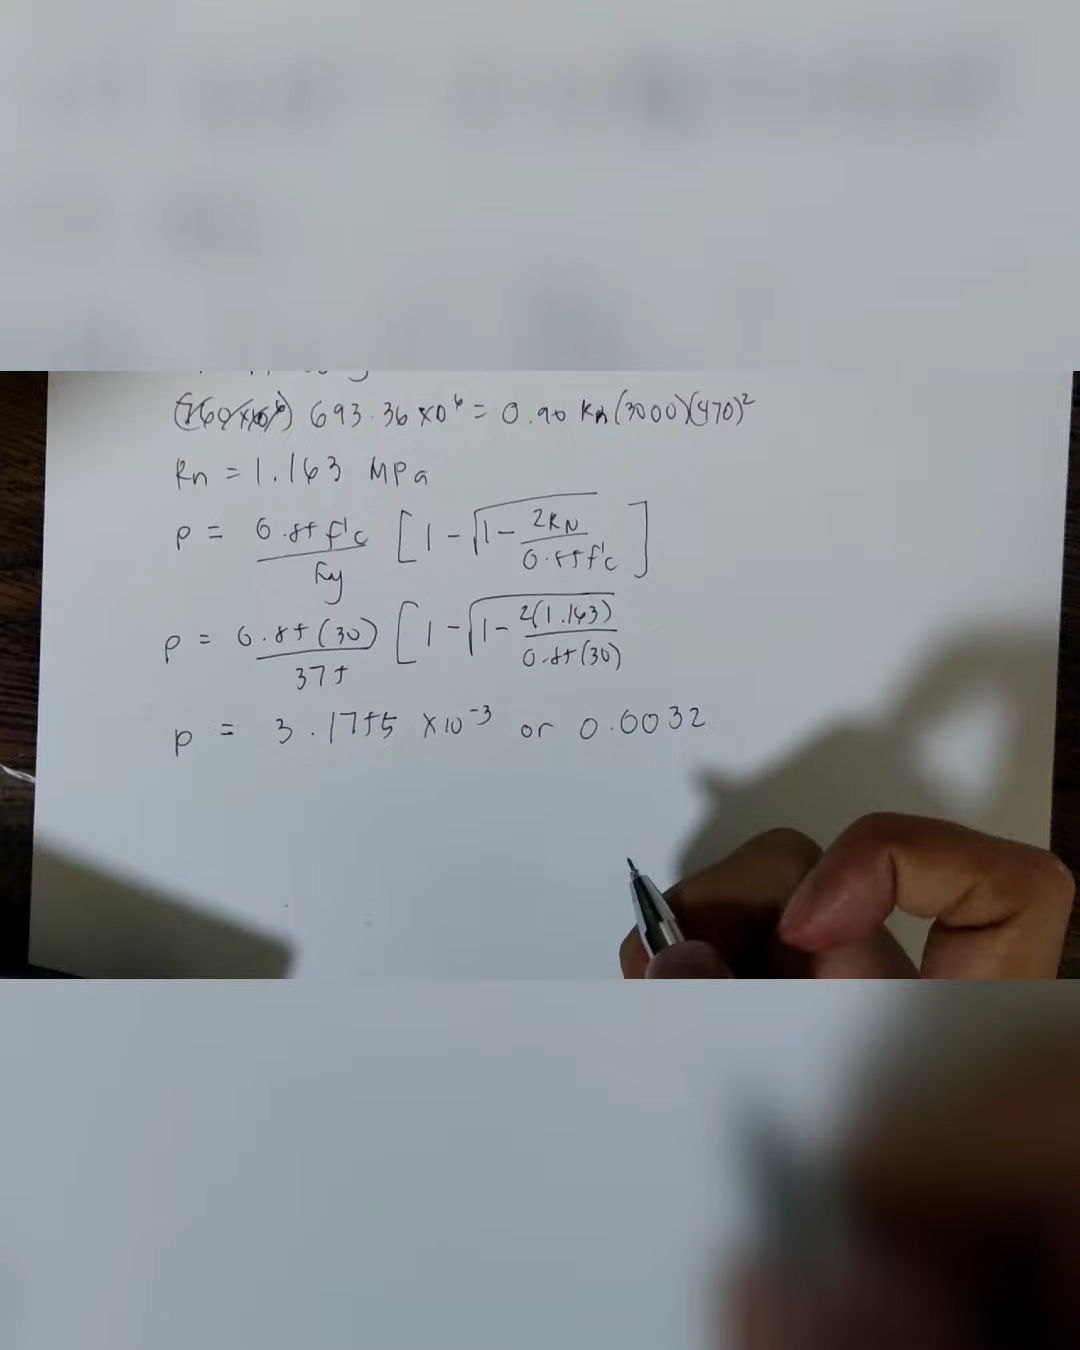 693.36 x10⁶ = 0.90 Rn(3000)(470)²
Rn = 1.163 MPa
ρ = 0.85 f'c / fy [1 - √(1 - 2RN / 0.85f'c)]
ρ = 0.85(30) / 375 [1 - √(1 - 2(1.163) / 0.85(30))
ρ = 3.1755 x10⁻³ or 0.0032